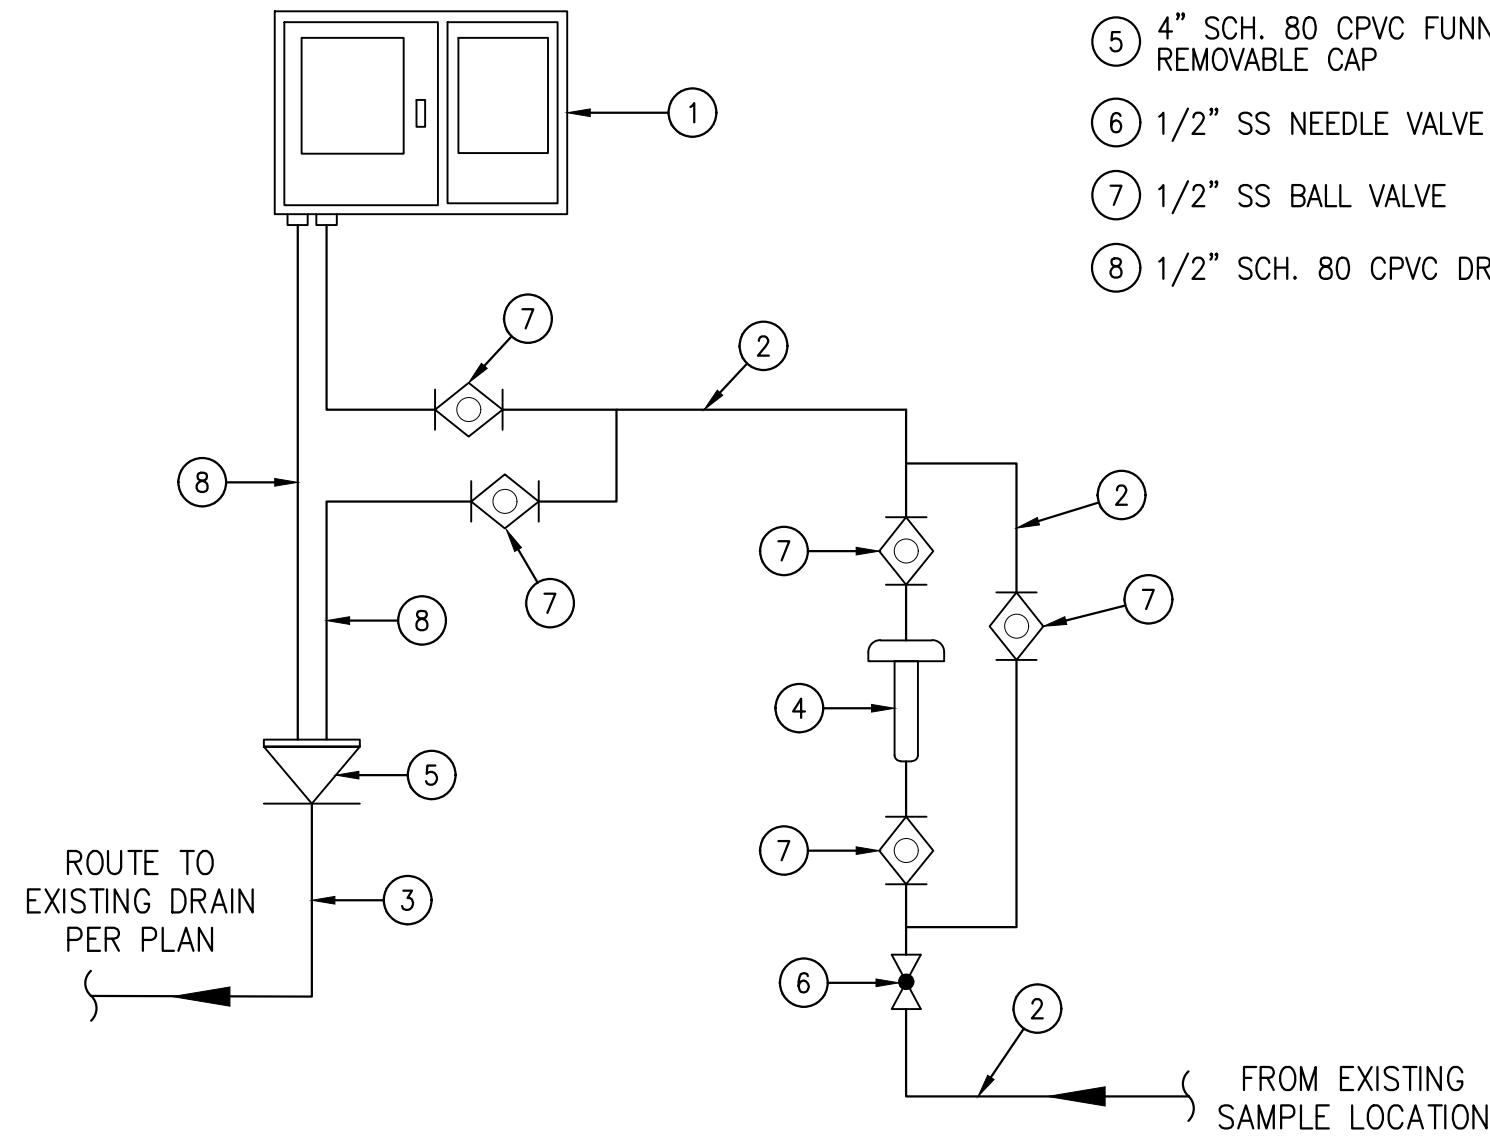 5 4" SCH. 80 CPVC
REMOVABLE CAP
6 1/2" SS NEEDLE VALVE
7 1/2" SS BALL VALVE
8 1/2" SCH. 80 CPVC
1
7
2
8
2
7
7
7
8
4
5
7
ROUTE TO
EXISTING DRAIN
PER PLAN
3
6
2
FROM EXISTING
SAMPLE LOCATION